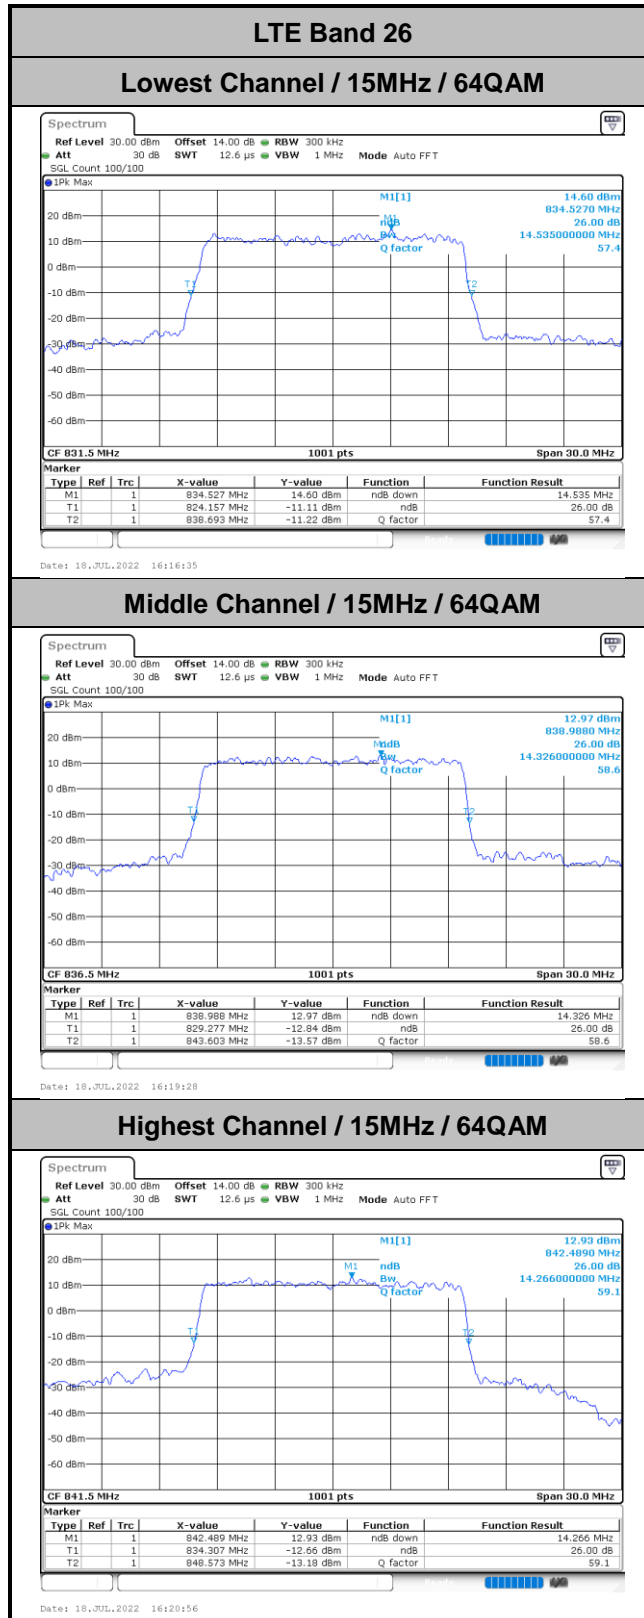 LTE Band 26
Lowest Channel / 15MHz / 64QAM
Spectrum
Ref Level 30.00 dBm Offset 14.00 dB RBW 300 kHz
Att 30 dB SWT 12.6 µs VBW 1 MHz Mode Auto FFT
SGL Count 100/100
1Pk Max
M1[1] 14.60 dBm
834.5270 MHz
M1
ndB 26.00 dB
Bw 14.535000000 MHz
Q factor 57.4
20 dBm
10 dBm
0 dBm
T1
T2
-10 dBm
-20 dBm
-30 dBm
-40 dBm
-50 dBm
-60 dBm
CF 831.5 MHz 1001 pts Span 30.0 MHz
Marker
Type Ref Trc X-value Y-value Function Function Result
M1 1 834.527 MHz 14.60 dBm ndB down 14.535 MHz
T1 1 824.157 MHz -11.11 dBm ndB 26.00 dB
T2 1 838.693 MHz -11.22 dBm Q factor 57.4
Ready
Date: 18.JUL.2022 16:16:35
Middle Channel / 15MHz / 64QAM
Spectrum
Ref Level 30.00 dBm Offset 14.00 dB RBW 300 kHz
Att 30 dB SWT 12.6 µs VBW 1 MHz Mode Auto FFT
SGL Count 100/100
1Pk Max
M1[1] 12.97 dBm
838.9880 MHz
M1
ndB 26.00 dB
Bw 14.326000000 MHz
Q factor 58.6
20 dBm
10 dBm
0 dBm
T1
T2
-10 dBm
-20 dBm
-30 dBm
-40 dBm
-50 dBm
-60 dBm
CF 836.5 MHz 1001 pts Span 30.0 MHz
Marker
Type Ref Trc X-value Y-value Function Function Result
M1 1 838.988 MHz 12.97 dBm ndB down 14.326 MHz
T1 1 829.277 MHz -12.84 dBm ndB 26.00 dB
T2 1 843.603 MHz -13.57 dBm Q factor 58.6
Ready
Date: 18.JUL.2022 16:19:28
Highest Channel / 15MHz / 64QAM
Spectrum
Ref Level 30.00 dBm Offset 14.00 dB RBW 300 kHz
Att 30 dB SWT 12.6 µs VBW 1 MHz Mode Auto FFT
SGL Count 100/100
1Pk Max
M1[1] 12.93 dBm
842.4890 MHz
M1
ndB 26.00 dB
Bw 14.266000000 MHz
Q factor 59.1
20 dBm
10 dBm
0 dBm
T1
T2
-10 dBm
-20 dBm
-30 dBm
-40 dBm
-50 dBm
-60 dBm
CF 841.5 MHz 1001 pts Span 30.0 MHz
Marker
Type Ref Trc X-value Y-value Function Function Result
M1 1 842.489 MHz 12.93 dBm ndB down 14.266 MHz
T1 1 834.307 MHz -12.66 dBm ndB 26.00 dB
T2 1 848.573 MHz -13.18 dBm Q factor 59.1
Ready
Date: 18.JUL.2022 16:20:56